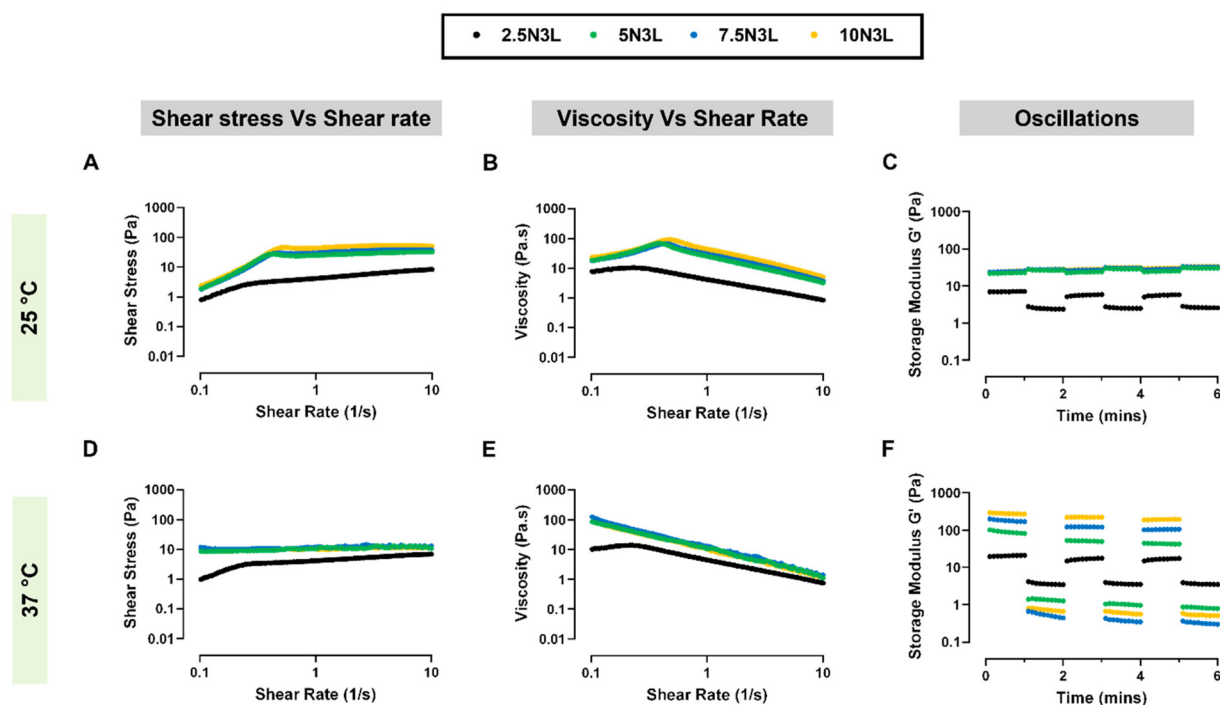 2.5N3L 5N3L 7.5N3L 10N3L
Shear stress Vs Shear rate Viscosity Vs Shear Rate Oscillations
25 °C
A
Shear Stress (Pa)
1000
100
10
1
0.1
0.01
0.1 1 10
Shear Rate (1/s)
B
Viscosity (Pa.s)
1000
100
10
1
0.1
0.01
0.1 1 10
Shear Rate (1/s)
C
Storage Modulus G' (Pa)
1000
100
10
1
0.1
0 2 4 6
Time (mins)
37 °C
D
Shear Stress (Pa)
1000
100
10
1
0.1
0.01
0.1 1 10
Shear Rate (1/s)
E
Viscosity (Pa.s)
1000
100
10
1
0.1
0.01
0.1 1 10
Shear Rate (1/s)
F
Storage Modulus G' (Pa)
1000
100
10
1
0.1
0 2 4 6
Time (mins)